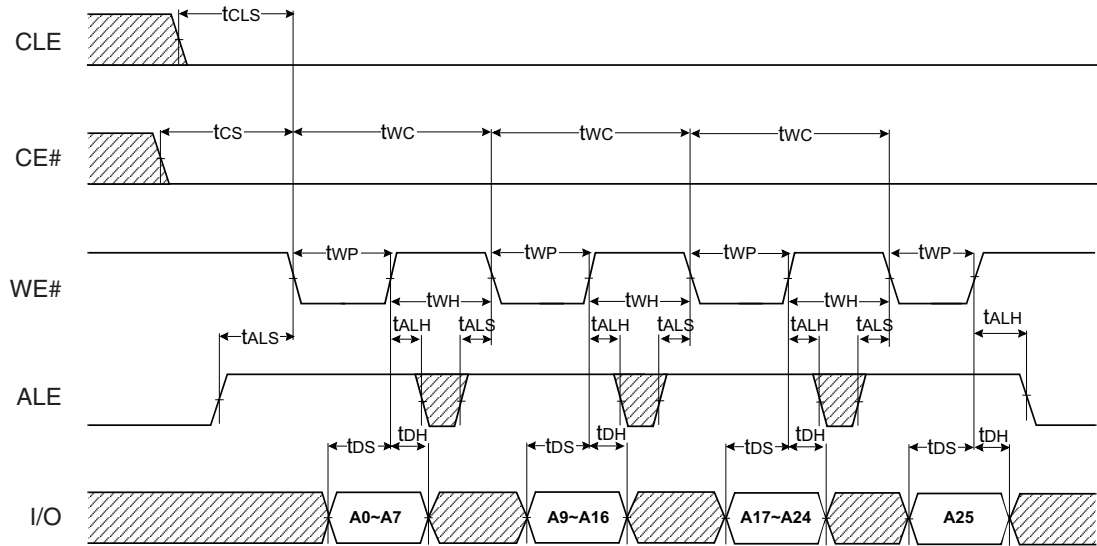 CLE
tCLS
CE#
tCS tWC tWC tWC
WE#
tWP tWP tWP tWP
tWH tWH tWH
tALS tALH tALS tALH tALS tALH tALS tALH
ALE
tDS tDH tDS tDH tDS tDH tDS tDH
I/O
A0~A7 A9~A16 A17~A24 A25